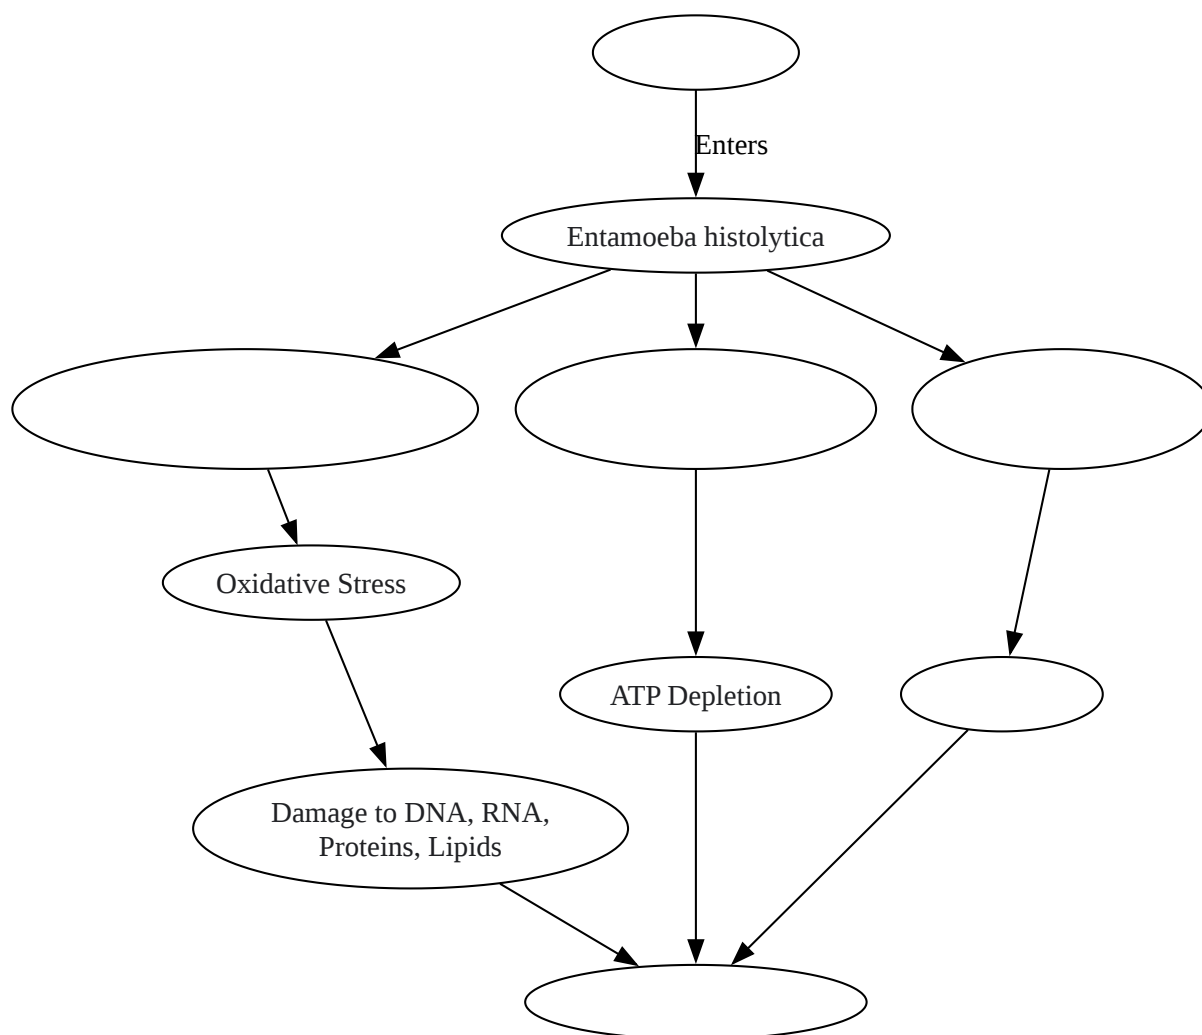 Enters
Entamoeba histolytica
Oxidative Stress
ATP Depletion
Damage to DNA, RNA,
Proteins, Lipids